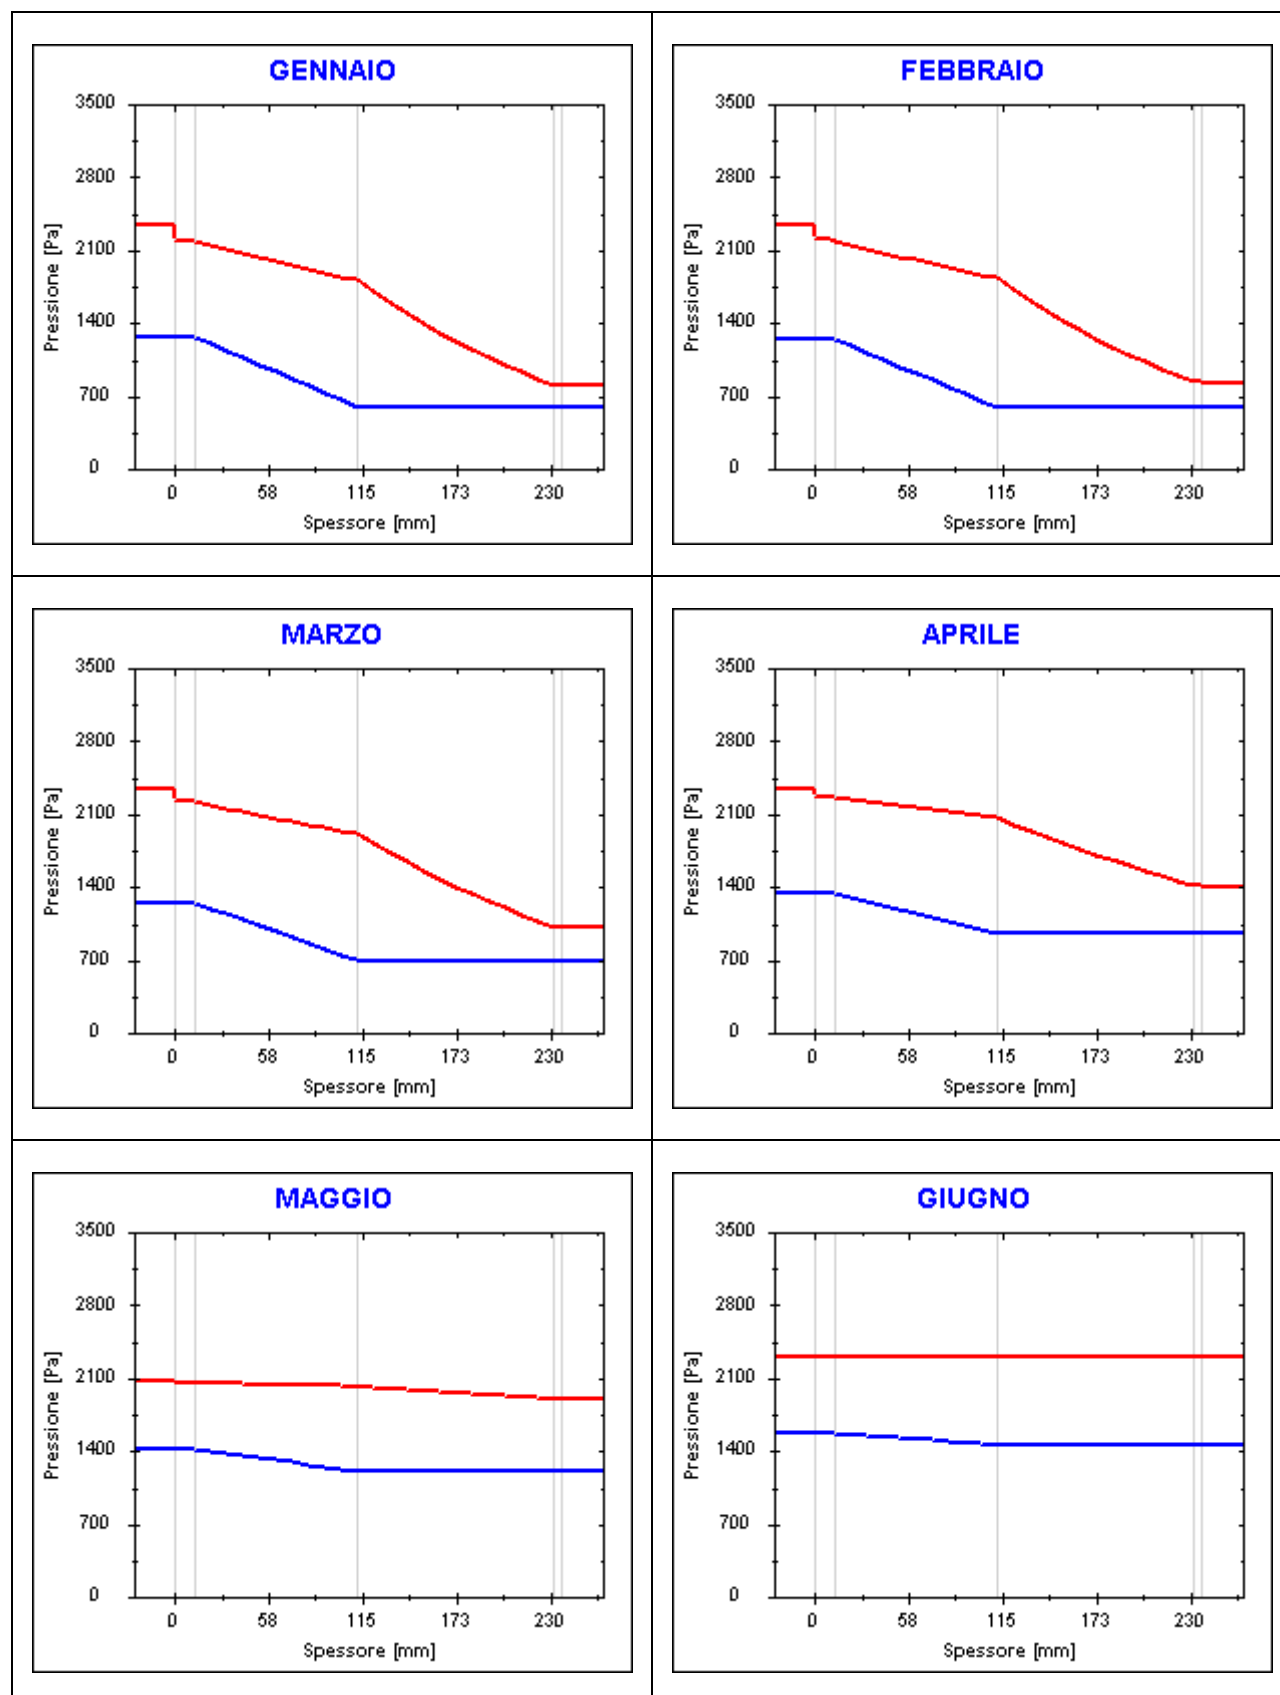 GENNAIO
3500
2800
2100
1400
700
0
Pressione [Pa]
0 58 115 173 230
Spessore [mm]
FEBBRAIO
3500
2800
2100
1400
700
0
Pressione [Pa]
0 58 115 173 230
Spessore [mm]
MARZO
3500
2800
2100
1400
700
0
Pressione [Pa]
0 58 115 173 230
Spessore [mm]
APRILE
3500
2800
2100
1400
700
0
Pressione [Pa]
0 58 115 173 230
Spessore [mm]
MAGGIO
3500
2800
2100
1400
700
0
Pressione [Pa]
0 58 115 173 230
Spessore [mm]
GIUGNO
3500
2800
2100
1400
700
0
Pressione [Pa]
0 58 115 173 230
Spessore [mm]